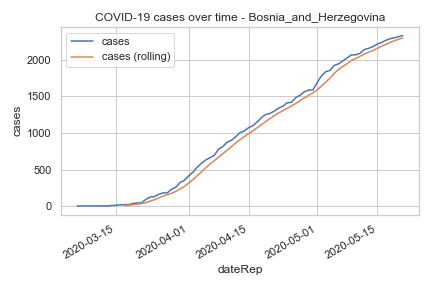 COVID-19 cases over time - Bosnia_and_Herzegovina
cases
cases (rolling)
cases
2000
1500
1000
500
0
2020-03-15
2020-04-01
2020-04-15
2020-05-01
2020-05-15
dateRep